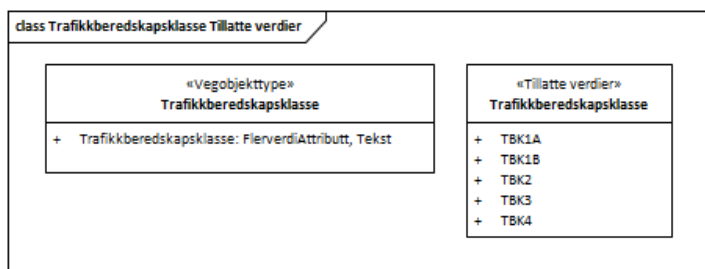 class Trafikkberedskapsklasse Tillatte verdier
«Vegobjekttype»
Trafikkberedskapsklasse
+ Trafikkberedskapsklasse: FlerverdiAttributt, Tekst
«Tillatte verdier»
Trafikkberedskapsklasse
+ TBK1A
+ TBK1B
+ TBK2
+ TBK3
+ TBK4